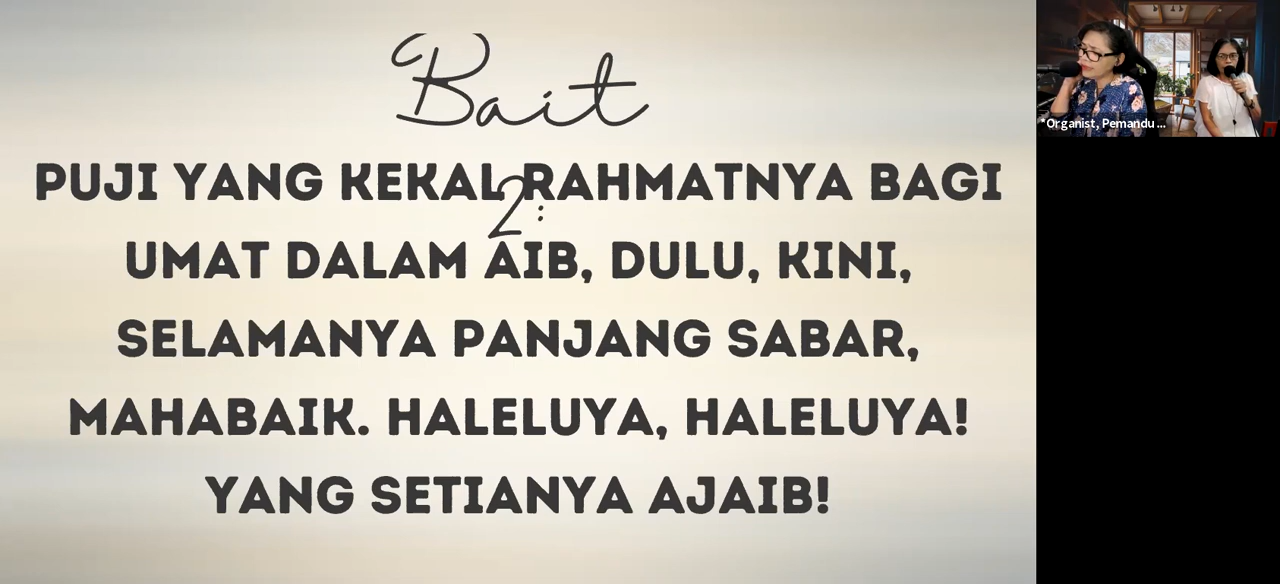 Bait
2:
PUJI YANG KEKAL RAHMATNYA BAGI
UMAT DALAM AIB, DULU, KINI,
SELAMANYA PANJANG SABAR,
MAHABAIK. HALELUYA, HALELUYA!
YANG SETIANYA AJAIB!
*Organist, Pemandu ...